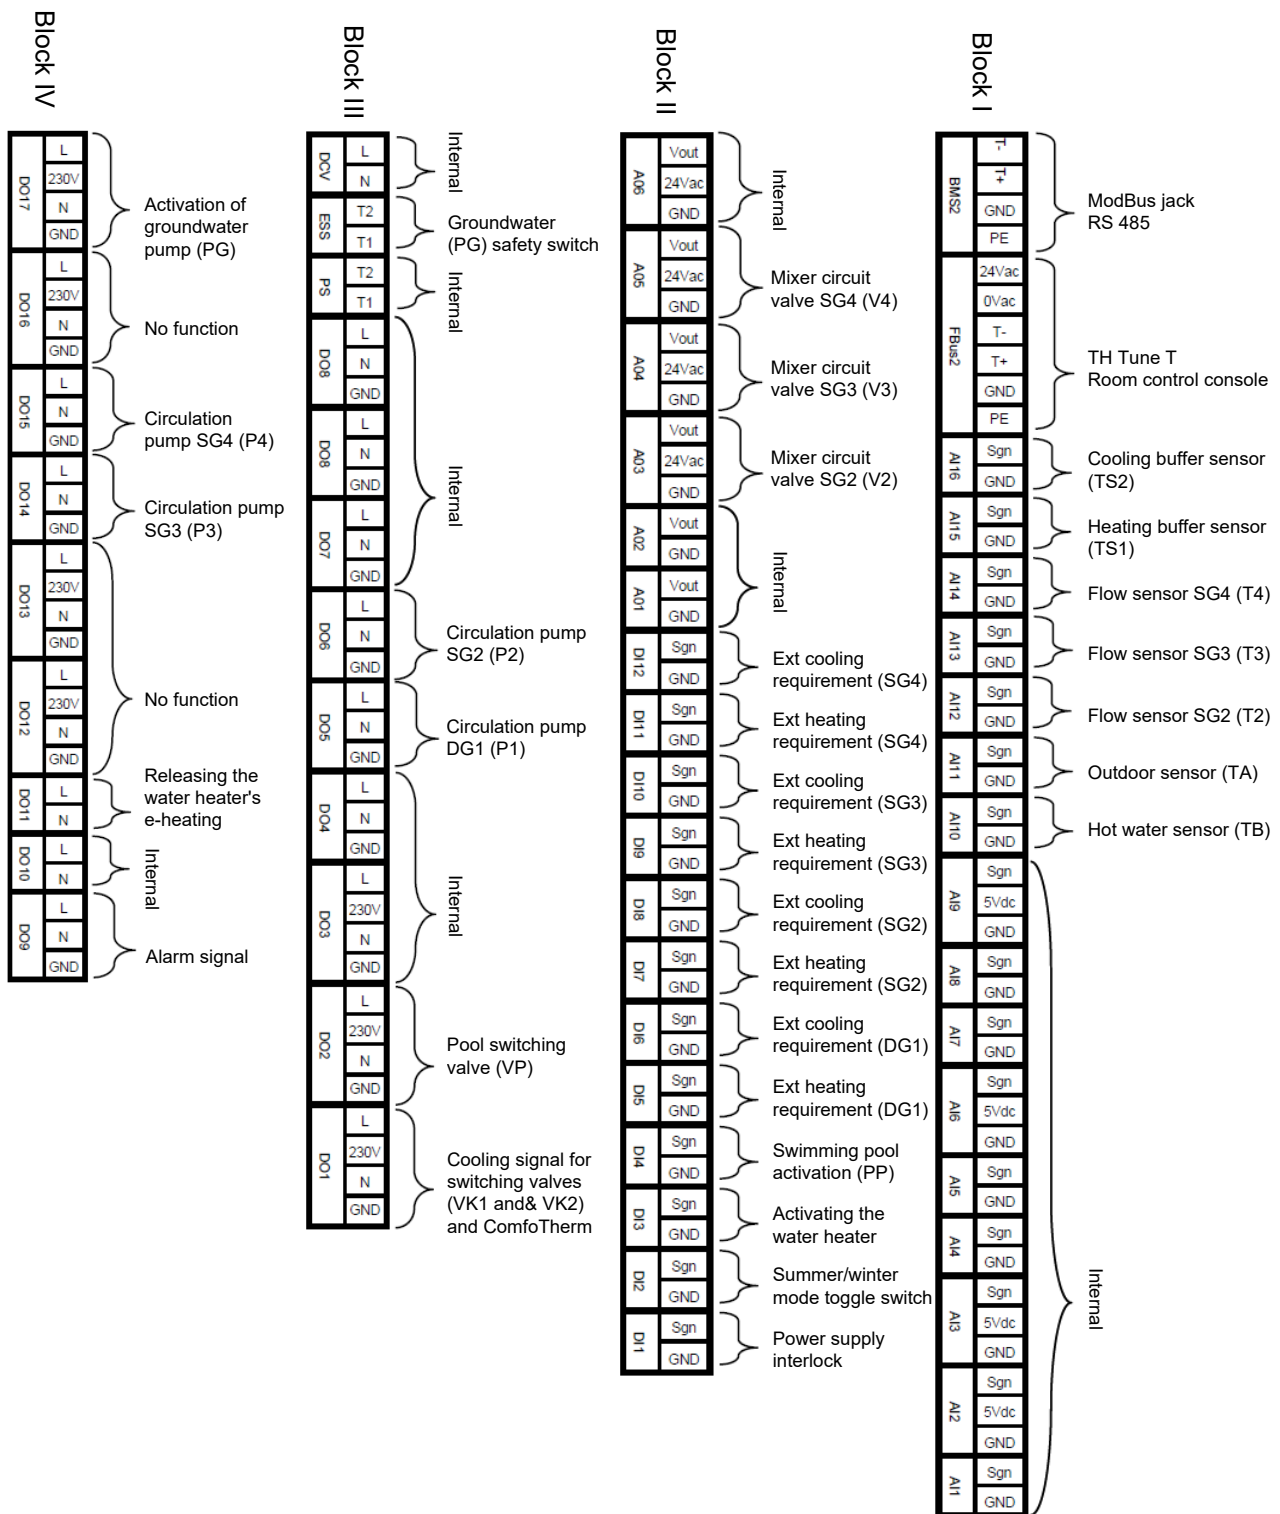 Block IV
DO17
L
230V
N
GND
Activation of
groundwater
pump (PG)
DO16
L
230V
N
GND
No function
DO15
L
N
GND
Circulation
pump SG4 (P4)
DO14
L
N
GND
Circulation pump
SG3 (P3)
DO13
L
230V
N
GND
DO12
L
230V
N
GND
No function
DO11
L
N
Releasing the
water heater's
e-heating
DO10
L
N
Internal
DO9
L
N
GND
Alarm signal
Block III
DCV
L
N
Internal
ESS
T2
T1
Groundwater
(PG) safety switch
PS
T2
T1
Internal
DO8
L
N
GND
DO8
L
N
GND
DO7
L
N
GND
Internal
DO6
L
N
GND
Circulation pump
SG2 (P2)
DO5
L
N
GND
Circulation pump
DG1 (P1)
DO4
L
N
GND
DO3
L
230V
N
GND
Internal
DO2
L
230V
N
GND
Pool switching
valve (VP)
DO1
L
230V
N
GND
Cooling signal for
switching valves
(VK1 and& VK2)
and ComfoTherm
Block II
A06
Vout
24Vac
GND
Internal
A05
Vout
24Vac
GND
Mixer circuit
valve SG4 (V4)
A04
Vout
24Vac
GND
Mixer circuit
valve SG3 (V3)
A03
Vout
24Vac
GND
Mixer circuit
valve SG2 (V2)
A02
Vout
GND
A01
Vout
GND
Internal
DI12
Sgn
GND
Ext cooling
requirement (SG4)
DI11
Sgn
GND
Ext heating
requirement (SG4)
DI10
Sgn
GND
Ext cooling
requirement (SG3)
DI9
Sgn
GND
Ext heating
requirement (SG3)
DI8
Sgn
GND
Ext cooling
requirement (SG2)
DI7
Sgn
GND
Ext heating
requirement (SG2)
DI6
Sgn
GND
Ext cooling
requirement (DG1)
DI5
Sgn
GND
Ext heating
requirement (DG1)
DI4
Sgn
GND
Swimming pool
activation (PP)
DI3
Sgn
GND
Activating the
water heater
DI2
Sgn
GND
Summer/winter
mode toggle switch
DI1
Sgn
GND
Power supply
interlock
Block I
BMS2
T-
T+
GND
PE
ModBus jack
RS 485
FBus2
24Vac
0Vac
T-
T+
GND
PE
TH Tune T
Room control console
AI16
Sgn
GND
Cooling buffer sensor
(TS2)
AI15
Sgn
GND
Heating buffer sensor
(TS1)
AI14
Sgn
GND
Flow sensor SG4 (T4)
AI13
Sgn
GND
Flow sensor SG3 (T3)
AI12
Sgn
GND
Flow sensor SG2 (T2)
AI11
Sgn
GND
Outdoor sensor (TA)
AI10
Sgn
GND
Hot water sensor (TB)
AI9
Sgn
5Vdc
GND
AI8
Sgn
GND
AI7
Sgn
GND
AI6
Sgn
5Vdc
GND
AI5
Sgn
GND
AI4
Sgn
GND
AI3
Sgn
5Vdc
GND
AI2
Sgn
5Vdc
GND
AI1
Sgn
GND
Internal